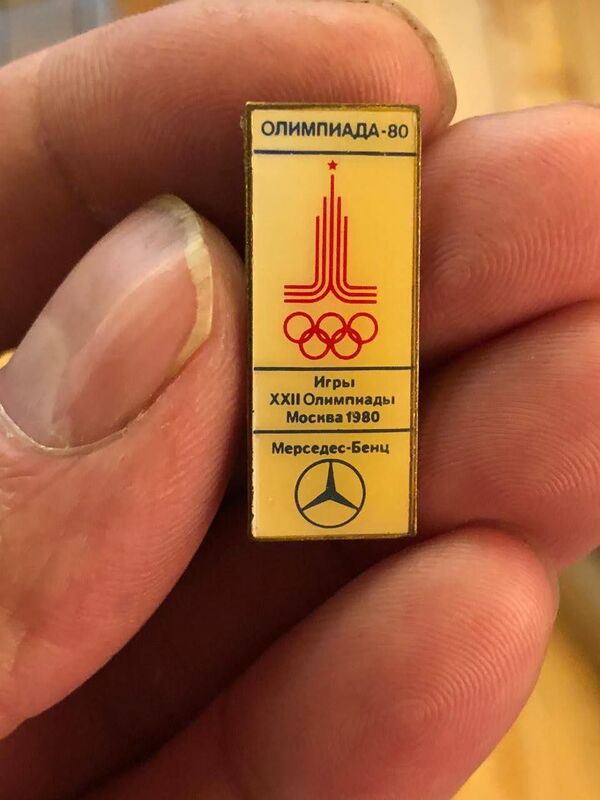 ОЛИМПИАДА-80
Игры
XXII Олимпиады
Москва 1980
Мерседес-Бенц